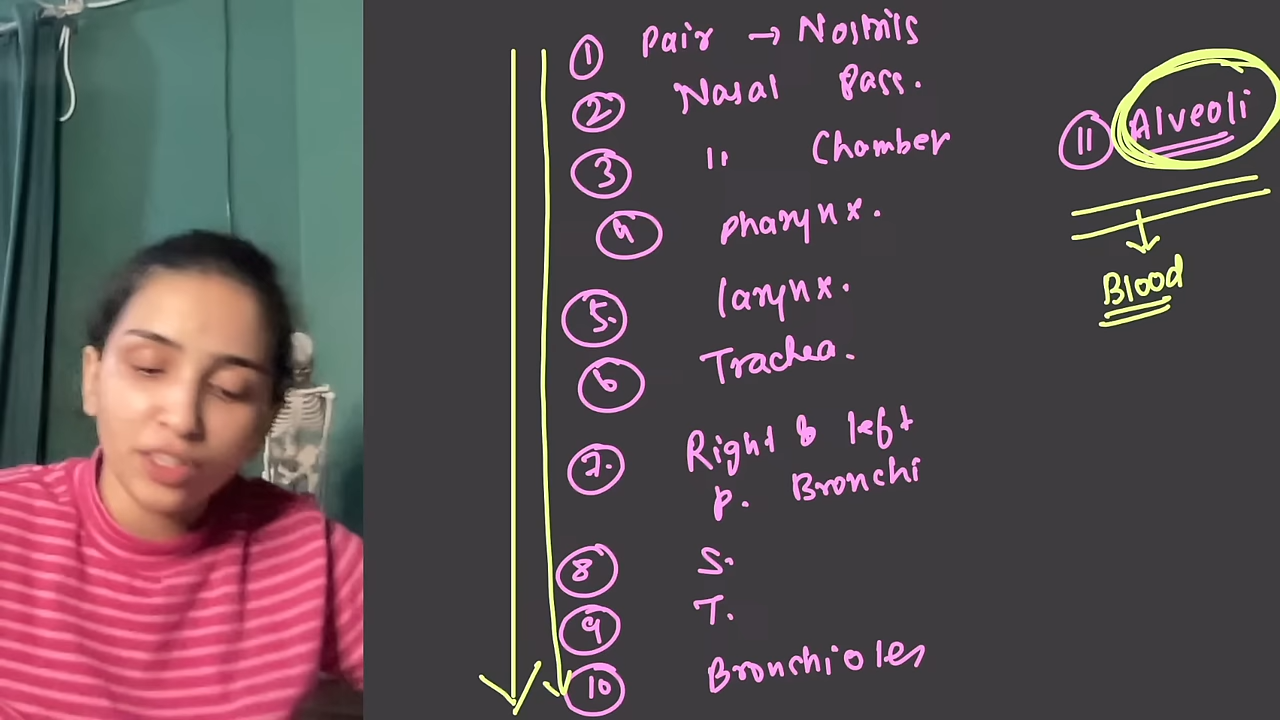 ① Pair → Nostrils
② Nasal Pass.
③ 11 Chamber
④ Pharynx.
⑤. larynx.
⑥ Trachea.
⑦. Right & left
P. Bronchi
⑧ S.
⑨ T.
⑩ Bronchioles
⑪ Alveoli
↓
Blood